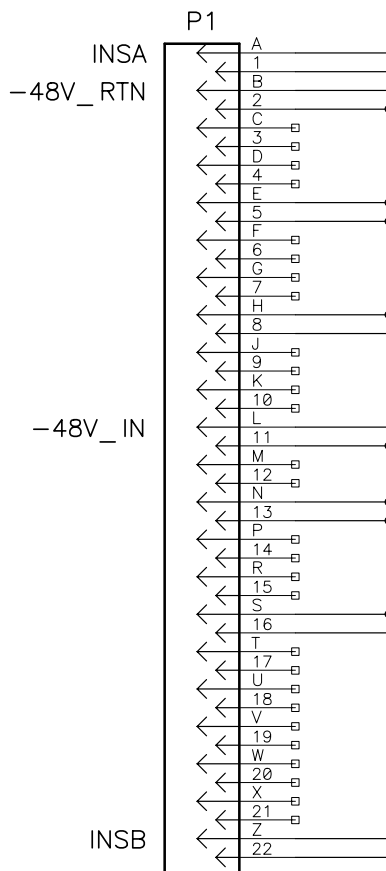 P1
INSA A
1
-48V_RTN B
2
C
3
D
4
E
5
F
6
G
7
H
8
J
9
K
10
-48V_IN L
11
M
12
N
13
P
14
R
15
S
16
T
17
U
18
V
19
W
20
X
21
INSB Z
22